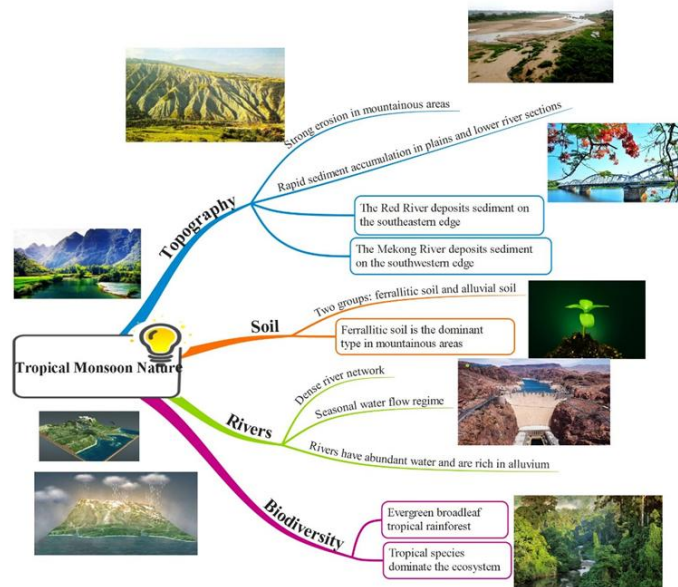 Tropical Monsoon Nature
Topography
Strong erosion in mountainous areas
Rapid sediment accumulation in plains and lower river sections
The Red River deposits sediment on
the southeastern edge
The Mekong River deposits sediment
on the southwestern edge
Soil
Two groups: ferrallitic soil and alluvial soil
Ferrallitic soil is the dominant
type in mountainous areas
Rivers
Dense river network
Seasonal water flow regime
Rivers have abundant water and are rich in alluvium
Biodiversity
Evergreen broadleaf
tropical rainforest
Tropical species
dominate the ecosystem